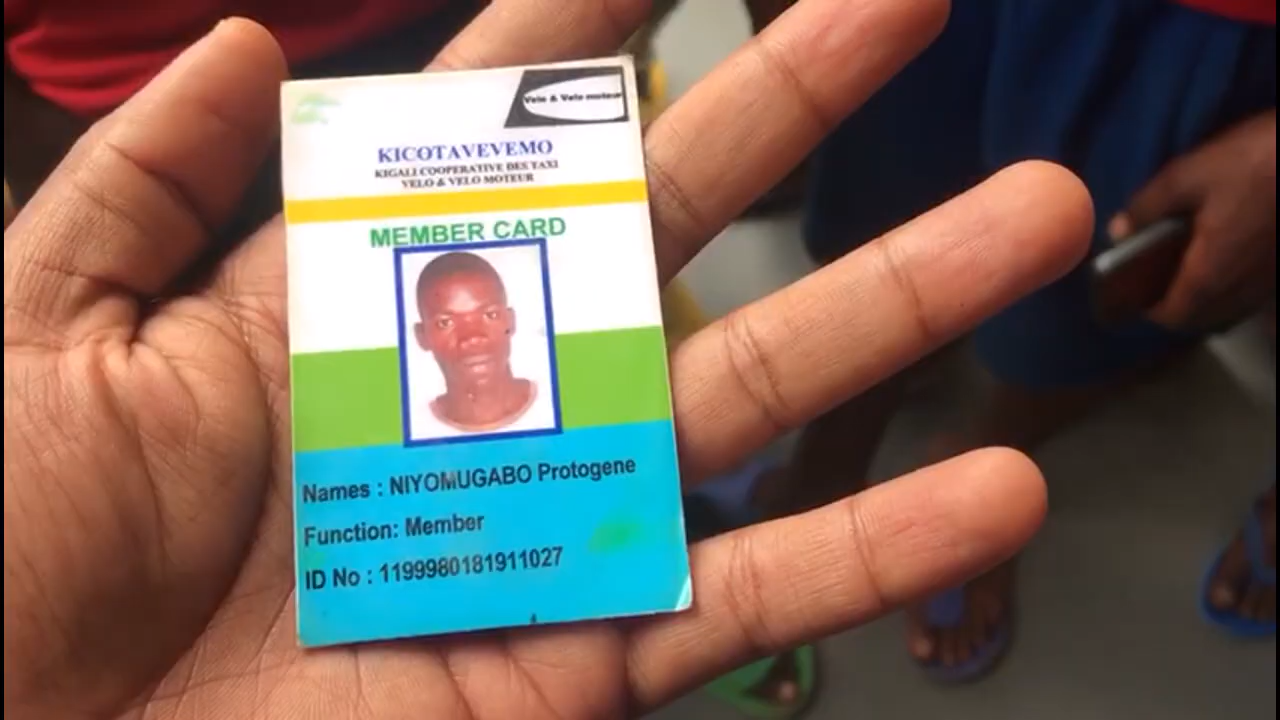 Velo & Velo moteur
KICOTAVEVEMO
KIGALI COOPERATIVE DES TAXI
VELO & VELO MOTEUR
MEMBER CARD
Names : NIYOMUGABO Protogene
Function: Member
ID No : 1199980181911027